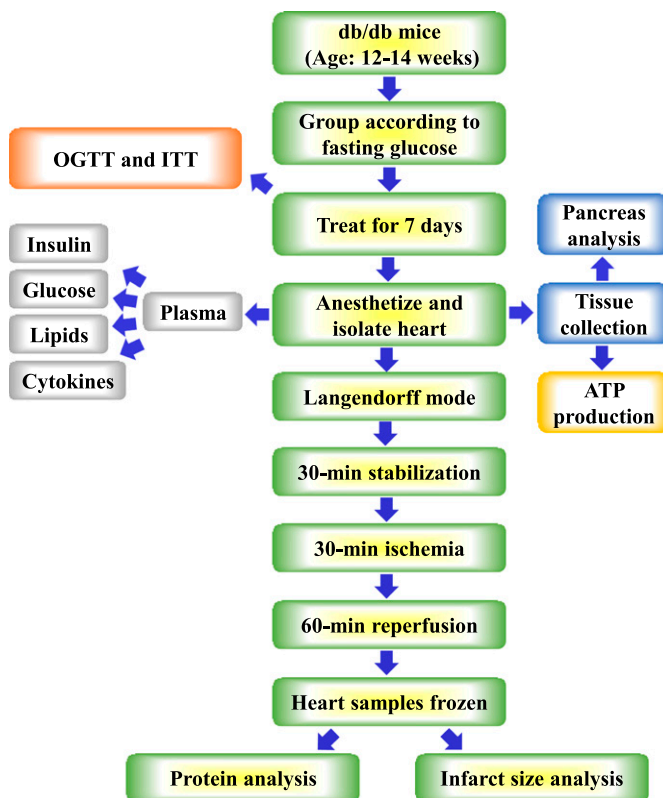 db/db mice
(Age: 12-14 weeks)
Group according to
fasting glucose
OGTT and ITT
Treat for 7 days
Pancreas
analysis
Insulin
Glucose
Lipids
Cytokines
Plasma
Anesthetize and
isolate heart
Tissue
collection
ATP
production
Langendorff mode
30-min stabilization
30-min ischemia
60-min reperfusion
Heart samples frozen
Protein analysis
Infarct size analysis